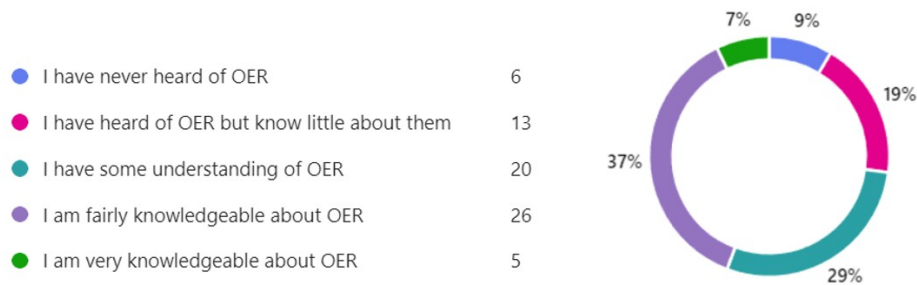 7%
9%
I have never heard of OER 6
19%
I have heard of OER but know little about them 13
37%
I have some understanding of OER 20
I am fairly knowledgeable about OER 26
I am very knowledgeable about OER 5
29%